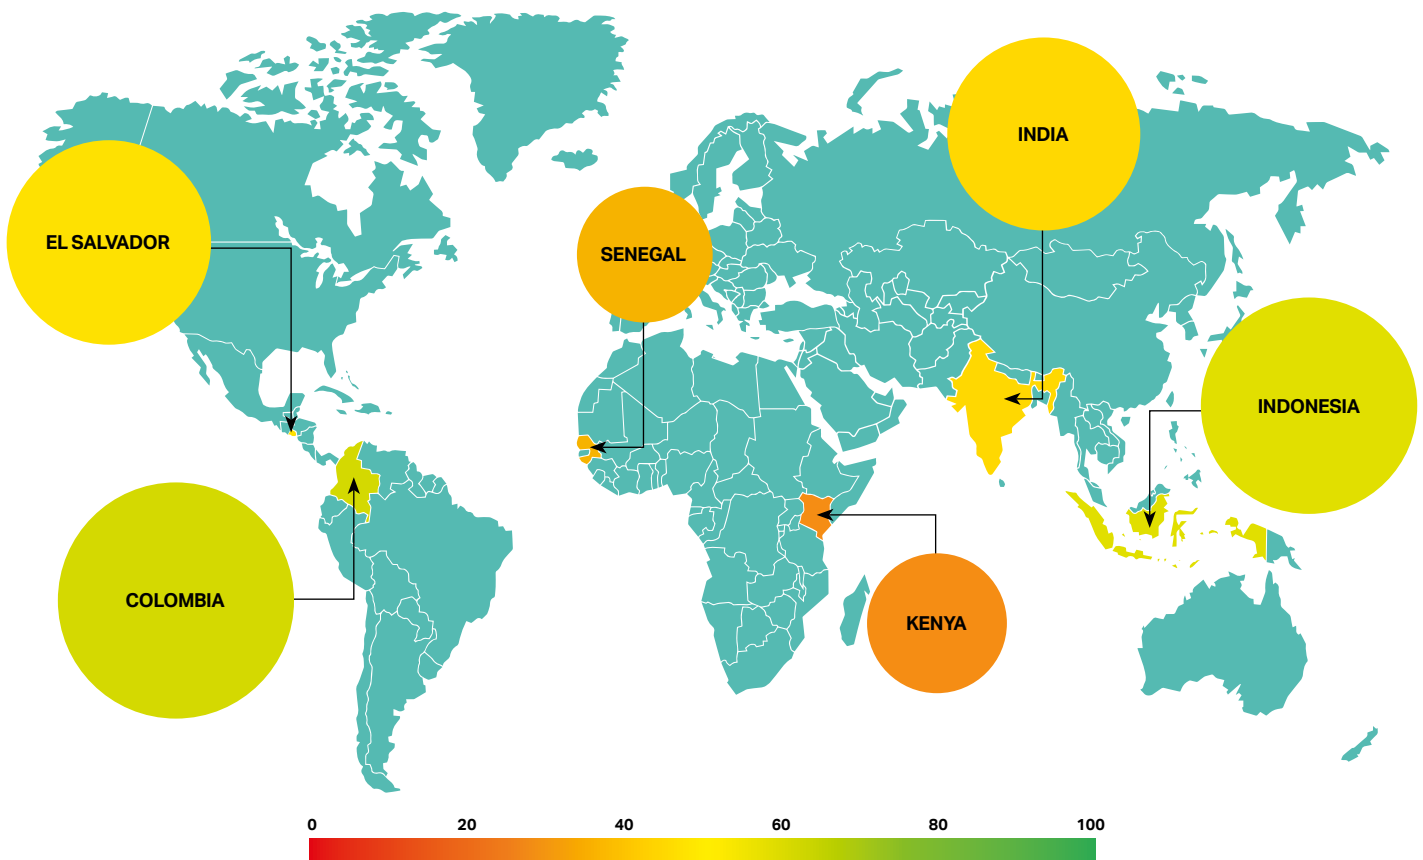 INDIA
EL SALVADOR
SENEGAL
INDONESIA
COLOMBIA
KENYA
0 20 40 60 80 100